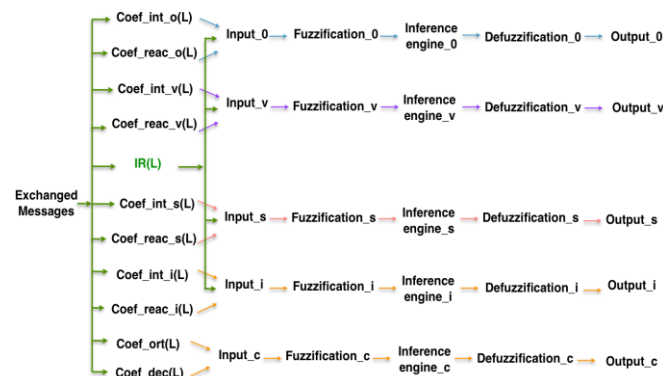 Coef_int_o(L)
Coef_reac_o(L)
Input_0
Fuzzification_0
Inference
engine_0
Defuzzification_0
Output_0
Coef_int_v(L)
Coef_reac_v(L)
Input_v
Fuzzification_v
Inference
engine_v
Defuzzification_v
Output_v
IR(L)
Exchanged
Messages
Coef_int_s(L)
Coef_reac_s(L)
Input_s
Fuzzification_s
Inference
engine_s
Defuzzification_s
Output_s
Coef_int_i(L)
Coef_reac_i(L)
Input_i
Fuzzification_i
Inference
engine_i
Defuzzification_i
Output_i
Coef_ort(L)
Coef_dec(L)
Input_c
Fuzzification_c
Inference
engine_c
Defuzzification_c
Output_c